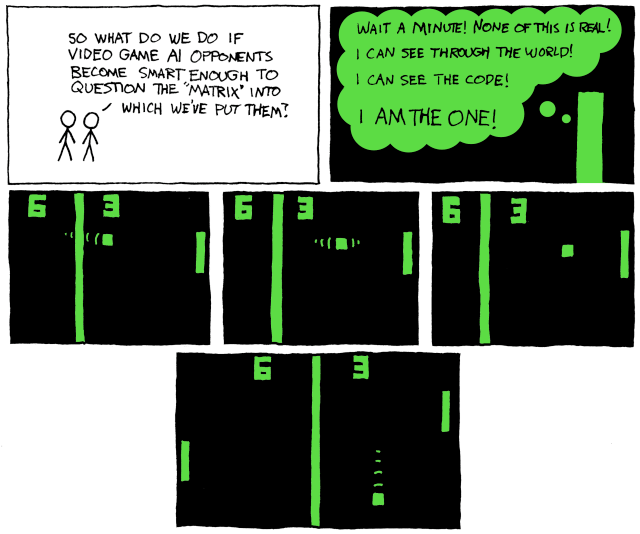 SO WHAT DO WE DO IF
VIDEO GAME AI OPPONENTS
BECOME SMART ENOUGH TO
QUESTION THE "MATRIX" INTO
WHICH WE'VE PUT THEM?
WAIT A MINUTE! NONE OF THIS IS REAL!
I CAN SEE THROUGH THE WORLD!
I CAN SEE THE CODE!
I AM THE ONE!
6 3
6 3
6 3
6 3